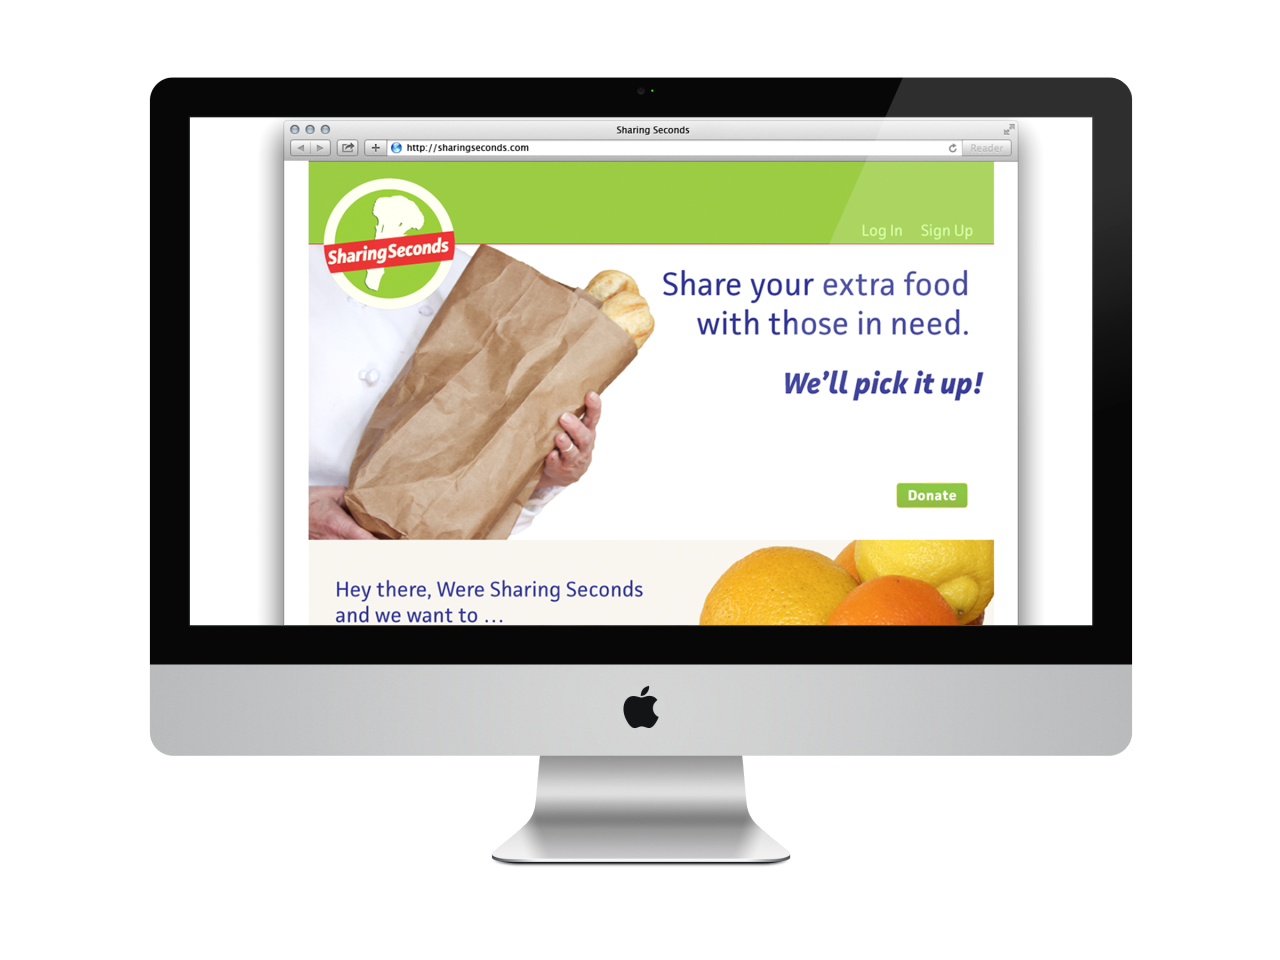 Sharing Seconds
http://sharingseconds.com
Reader
Log In Sign Up
SharingSeconds
Share your extra food
with those in need.
We’ll pick it up!
Donate
Hey there, Were Sharing Seconds
and we want to …